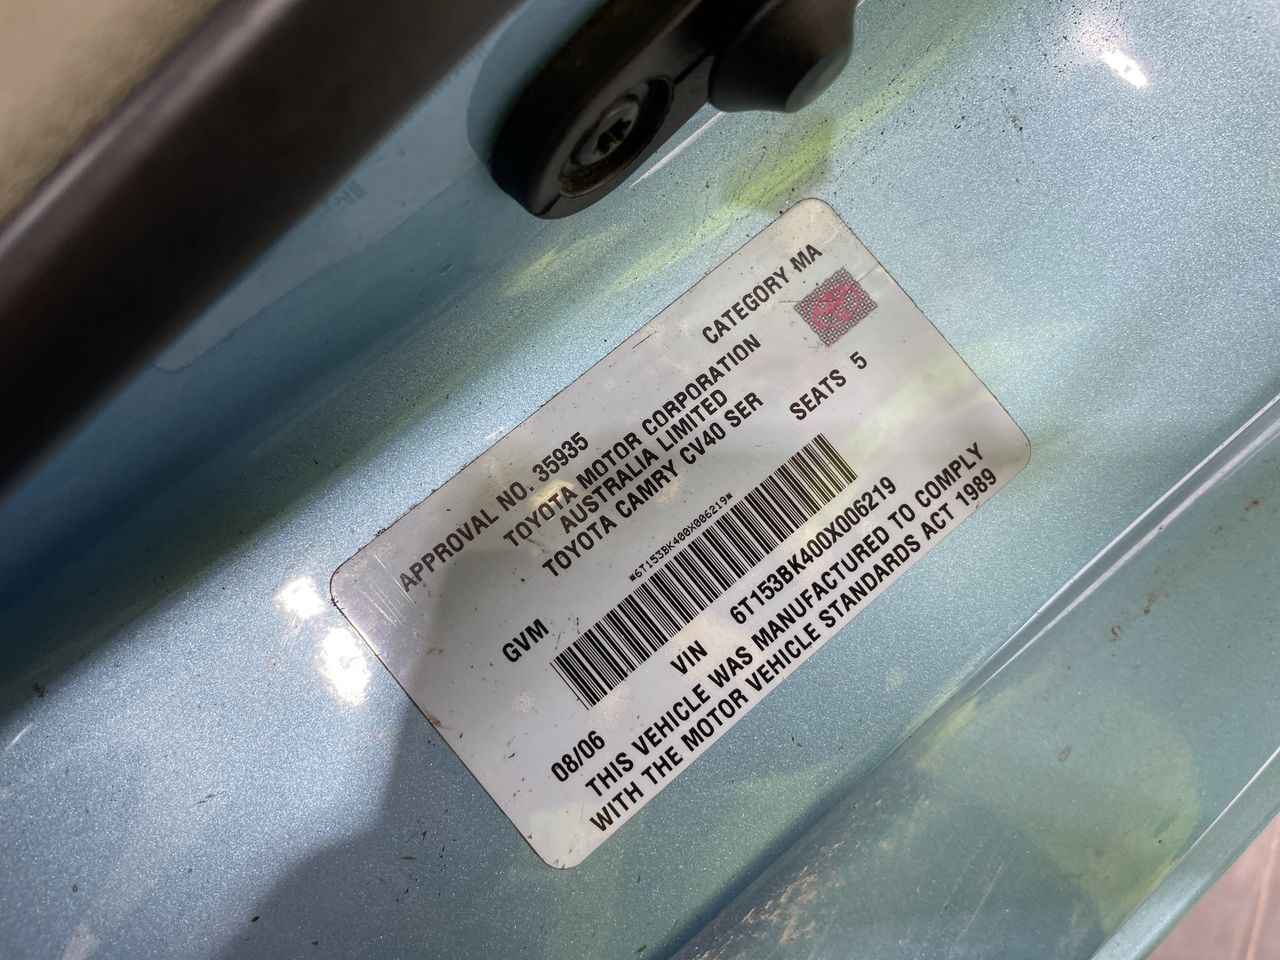 APPROVAL NO. 35935 CATEGORY MA
TOYOTA MOTOR CORPORATION
AUSTRALIA LIMITED
TOYOTA CAMRY CV40 SER
GVM SEATS 5
*6T153BK400X006219*
08/06 VIN 6T153BK400X006219
THIS VEHICLE WAS MANUFACTURED TO COMPLY
WITH THE MOTOR VEHICLE STANDARDS ACT 1989